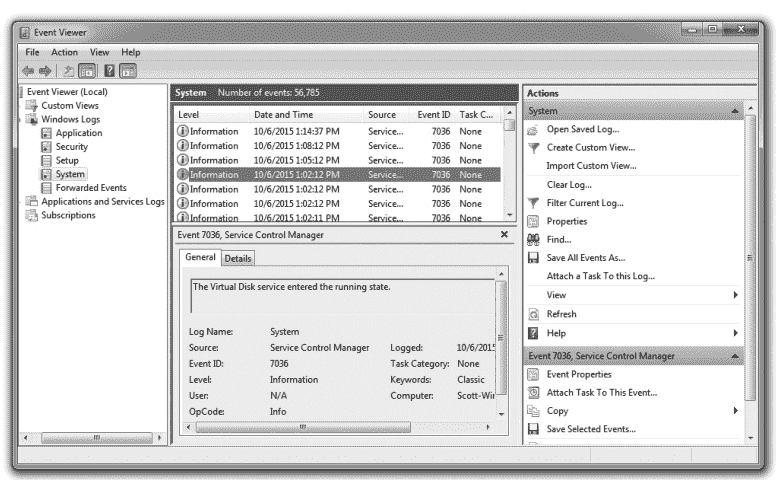 Event Viewer
File Action View Help
Event Viewer (Local)
Custom Views
Windows Logs
Application
Security
Setup
System
Forwarded Events
Applications and Services Logs
Subscriptions
System Number of events: 56,785
Level Date and Time Source Event ID Task C...
Information 10/6/2015 1:14:37 PM Service... 7036 None
Information 10/6/2015 1:08:12 PM Service... 7036 None
Information 10/6/2015 1:05:12 PM Service... 7036 None
Information 10/6/2015 1:02:12 PM Service... 7036 None
Information 10/6/2015 1:02:12 PM Service... 7036 None
Information 10/6/2015 1:02:12 PM Service... 7036 None
Information 10/6/2015 1:02:11 PM Service... 7036 None
Event 7036, Service Control Manager
General Details
The Virtual Disk service entered the running state.
Log Name: System
Source: Service Control Manager Logged: 10/6/2015
Event ID: 7036 Task Category: None
Level: Information Keywords: Classic
User: N/A Computer: Scott-Win
OpCode: Info
Actions
System
Open Saved Log...
Create Custom View...
Import Custom View...
Clear Log...
Filter Current Log...
Properties
Find...
Save All Events As...
Attach a Task To this Log...
View
Refresh
Help
Event 7036, Service Control Manager
Event Properties
Attach Task To This Event...
Copy
Save Selected Events...